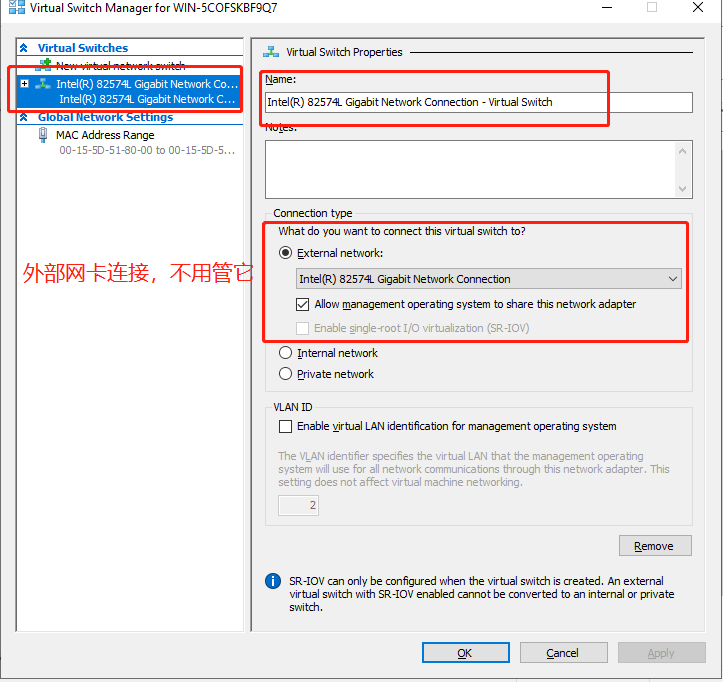 Virtual Switch Manager for WIN-5COFSKBF9Q7
Virtual Switches
New virtual network switch
Intel(R) 82574L Gigabit Network Co...
Intel(R) 82574L Gigabit Network C...
Global Network Settings
MAC Address Range
00-15-5D-51-80-00 to 00-15-5D-5...
外部网卡连接，不用管它
Virtual Switch Properties
Name:
Intel(R) 82574L Gigabit Network Connection - Virtual Switch
Notes:
Connection type
What do you want to connect this virtual switch to?
External network:
Intel(R) 82574L Gigabit Network Connection
Allow management operating system to share this network adapter
Enable single-root I/O virtualization (SR-IOV)
Internal network
Private network
VLAN ID
Enable virtual LAN identification for management operating system
The VLAN identifier specifies the virtual LAN that the management operating
system will use for all network communications through this network adapter. This
setting does not affect virtual machine networking.
2
Remove
SR-IOV can only be configured when the virtual switch is created. An external
virtual switch with SR-IOV enabled cannot be converted to an internal or private
switch.
OK
Cancel
Apply